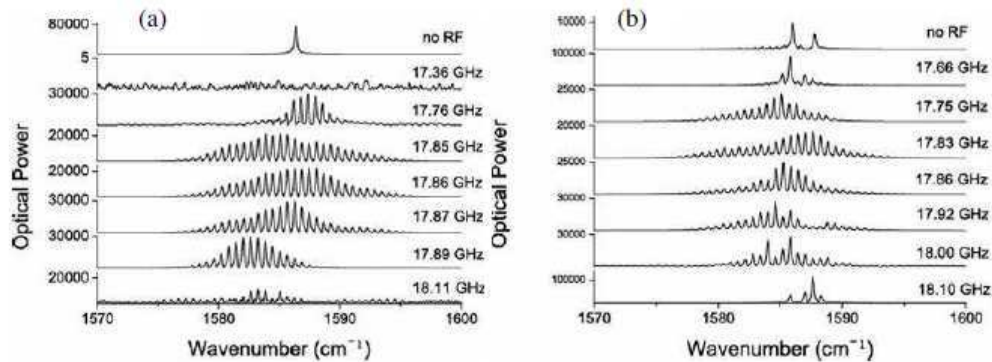 (a)
80000
no RF
5
17.36 GHz
30000
17.76 GHz
20000
17.85 GHz
20000
17.86 GHz
30000
17.87 GHz
30000
17.89 GHz
20000
18.11 GHz
Optical Power
1570 1580 1590 1600
Wavenumber (cm⁻¹)
(b)
10000
no RF
100000
17.66 GHz
25000
17.75 GHz
20000
17.83 GHz
25000
17.86 GHz
30000
17.92 GHz
50000
18.00 GHz
100000
18.10 GHz
Optical Power
1570 1580 1590 1600
Wavenumber (cm⁻¹)